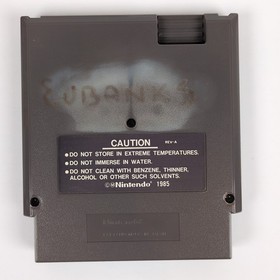 EUBANKS
CAUTION
REV-A
•DO NOT STORE IN EXTREME TEMPERATURES.
•DO NOT IMMERSE IN WATER.
•DO NOT CLEAN WITH BENZENE, THINNER,
ALCOHOL OR OTHER SUCH SOLVENTS.
©Nintendo 1985